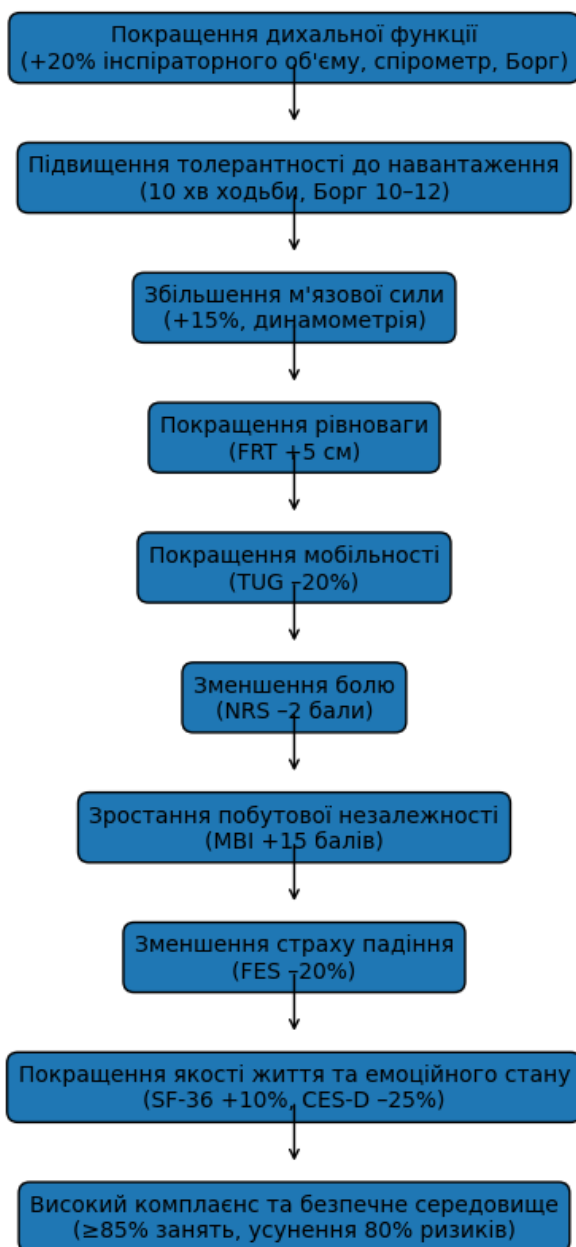 Покращення дихальної функції
(+20% інспіраторного об'єму, спірометр, Борг)
Підвищення толерантності до навантаження
(10 хв ходьби, Борг 10–12)
Збільшення м'язової сили
(+15%, динамометрія)
Покращення рівноваги
(FRT +5 см)
Покращення мобільності
(TUG –20%)
Зменшення болю
(NRS –2 бали)
Зростання побутової незалежності
(MBI +15 балів)
Зменшення страху падіння
(FES –20%)
Покращення якості життя та емоційного стану
(SF-36 +10%, CES-D –25%)
Високий комплаєнс та безпечне середовище
(≥85% занять, усунення 80% ризиків)